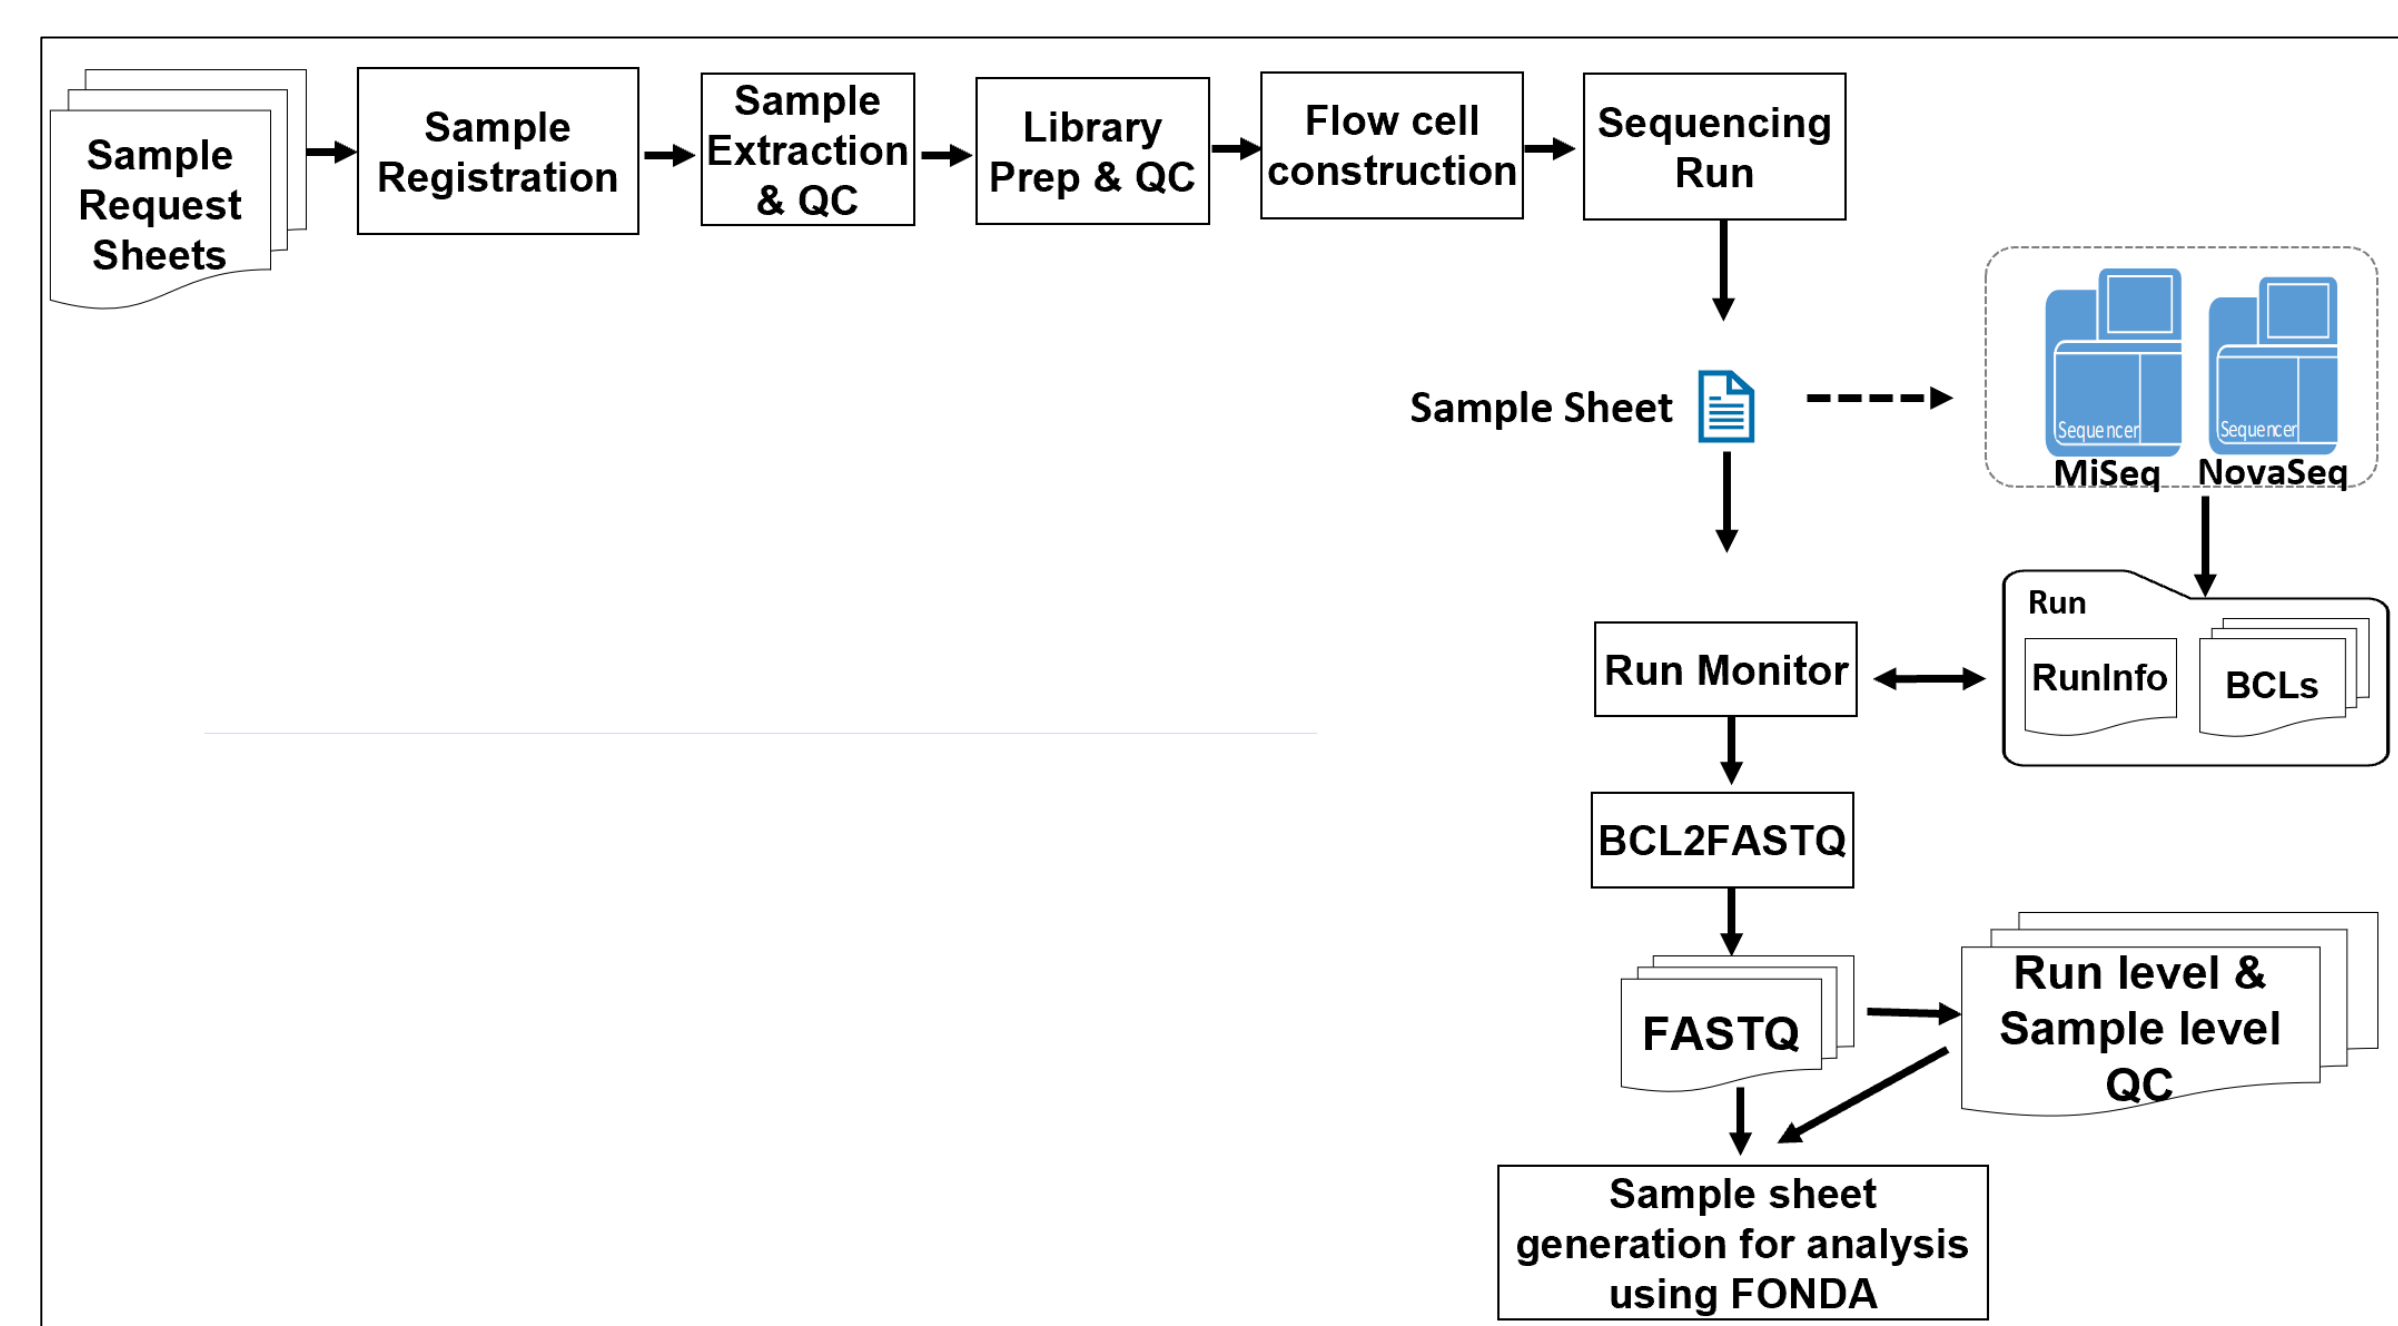 Sample
Request
Sheets
Sample
Registration
Sample
Extraction
& QC
Library
Prep & QC
Flow cell
construction
Sequencing
Run
Sample Sheet
Sequencer
Sequencer
MiSeq
NovaSeq
Run
RunInfo
BCLs
Run Monitor
BCL2FASTQ
FASTQ
Run level &
Sample level
QC
Sample sheet
generation for analysis
using FONDA